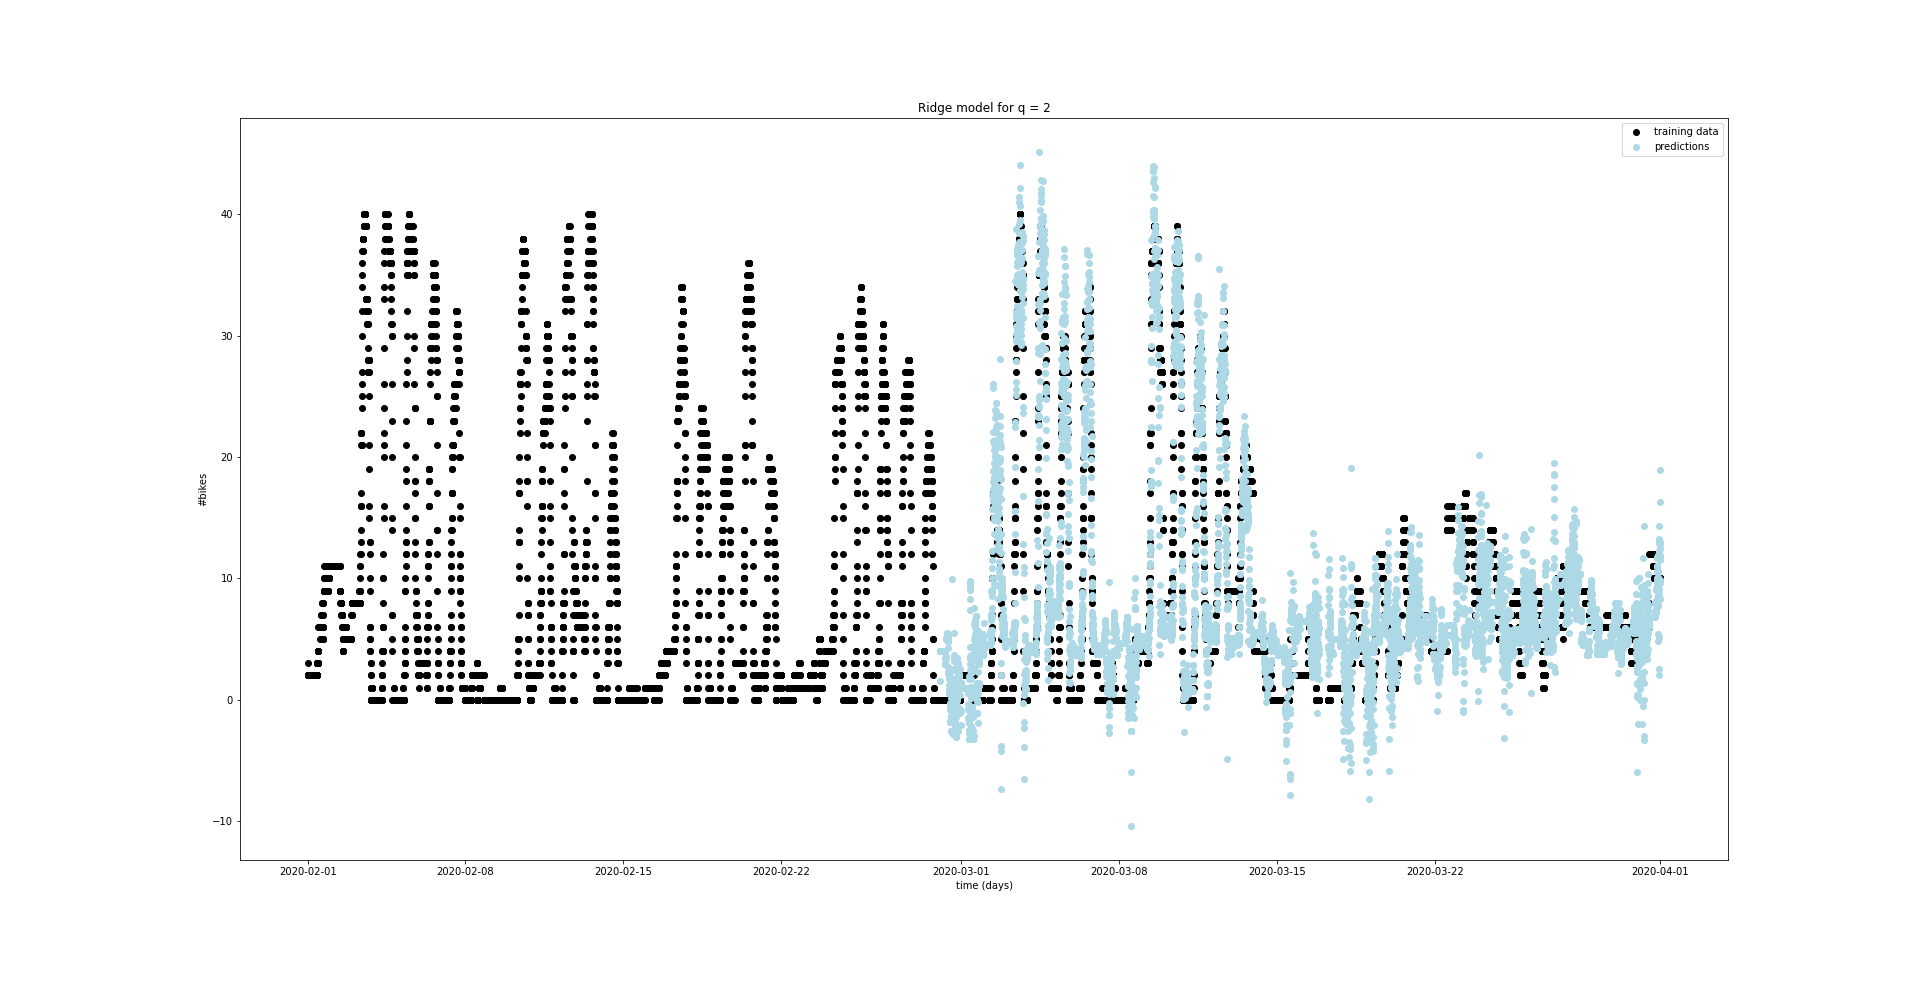 Ridge model for q = 2
training data
predictions
#bikes
40
30
20
10
0
−10
2020-02-01 2020-02-08 2020-02-15 2020-02-22 2020-03-01 2020-03-08 2020-03-15 2020-03-22 2020-04-01
time (days)